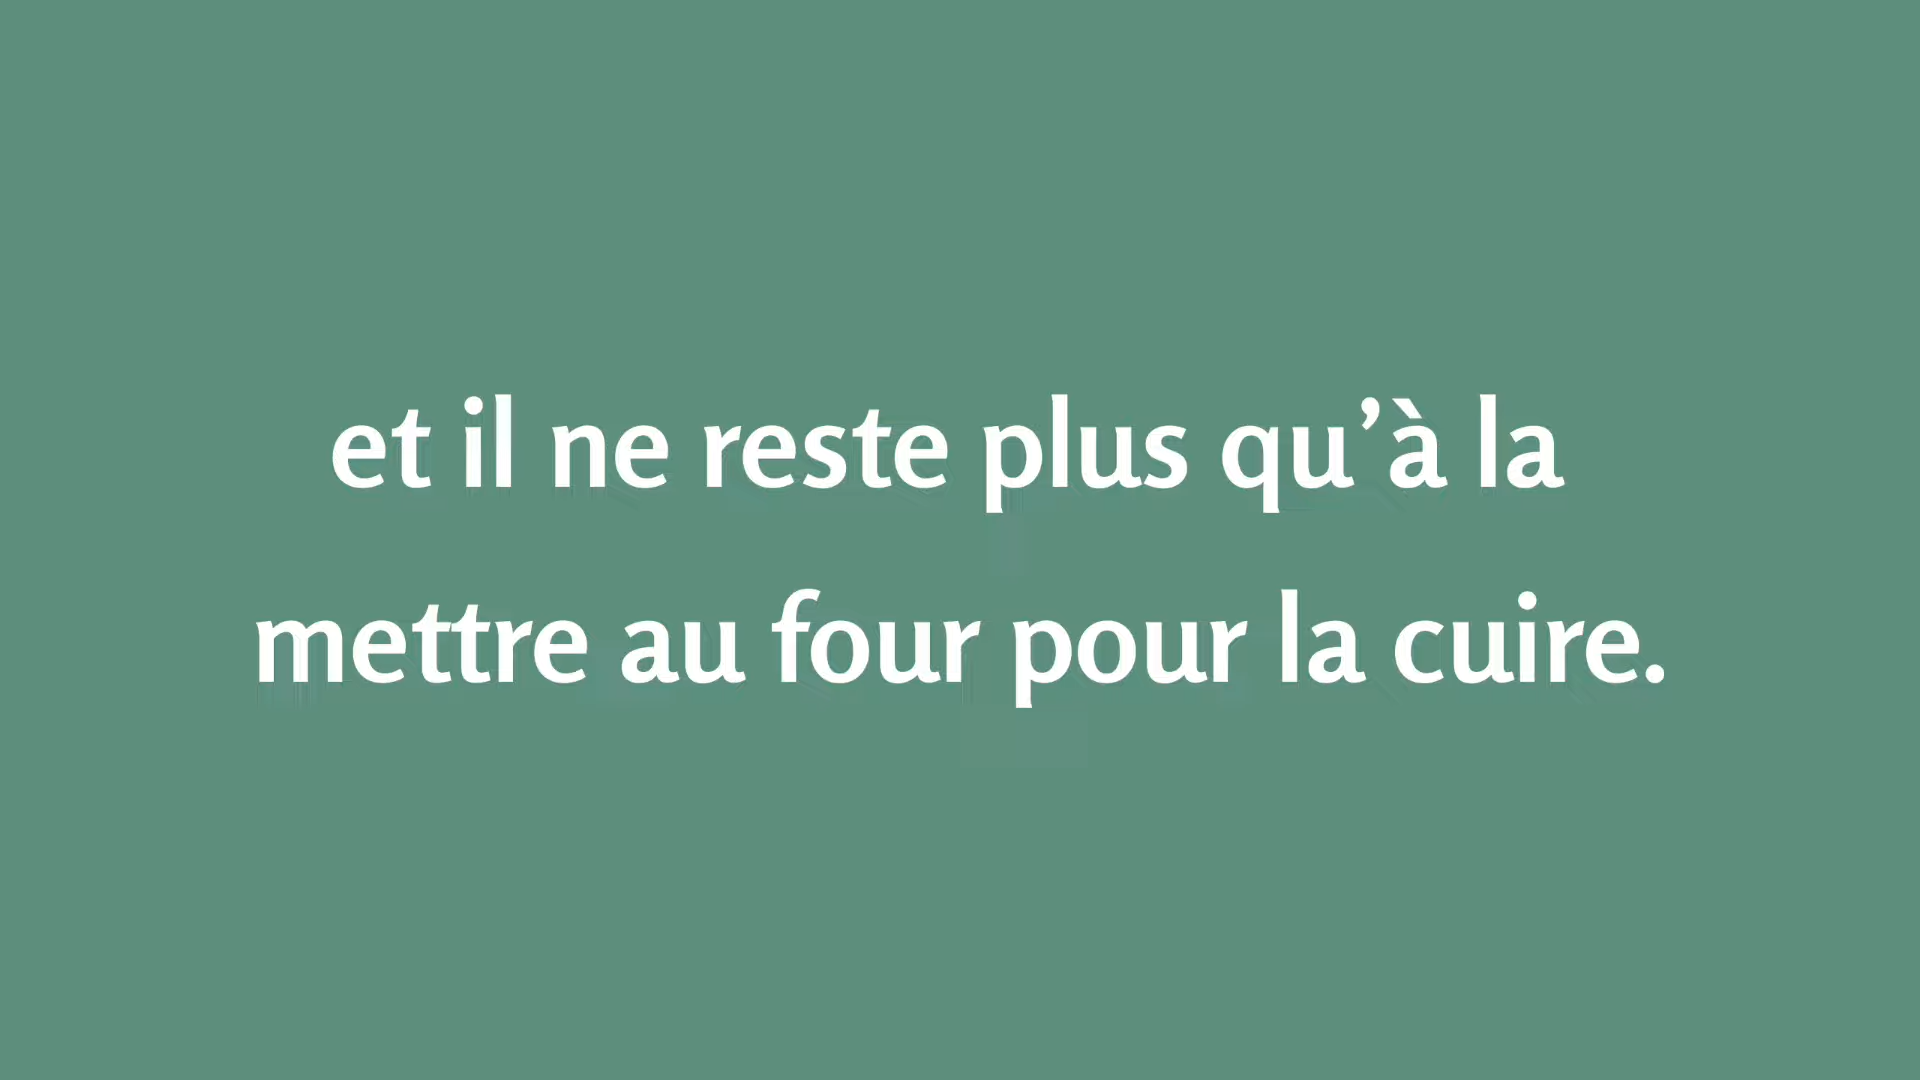 et il ne reste plus qu’à la
mettre au four pour la cuire.